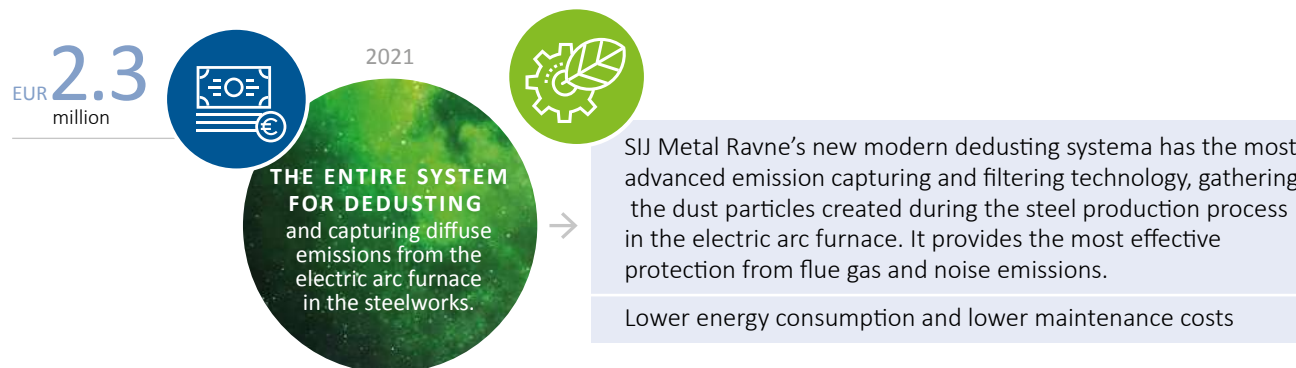 EUR 2.3
million
2021
THE ENTIRE SYSTEM
FOR DEDUSTING
and capturing diffuse
emissions from the
electric arc furnace
in the steelworks.
SIJ Metal Ravne's new modern dedusting systema has the most
advanced emission capturing and filtering technology, gathering
the dust particles created during the steel production process
in the electric arc furnace. It provides the most effective
protection from flue gas and noise emissions.
Lower energy consumption and lower maintenance costs